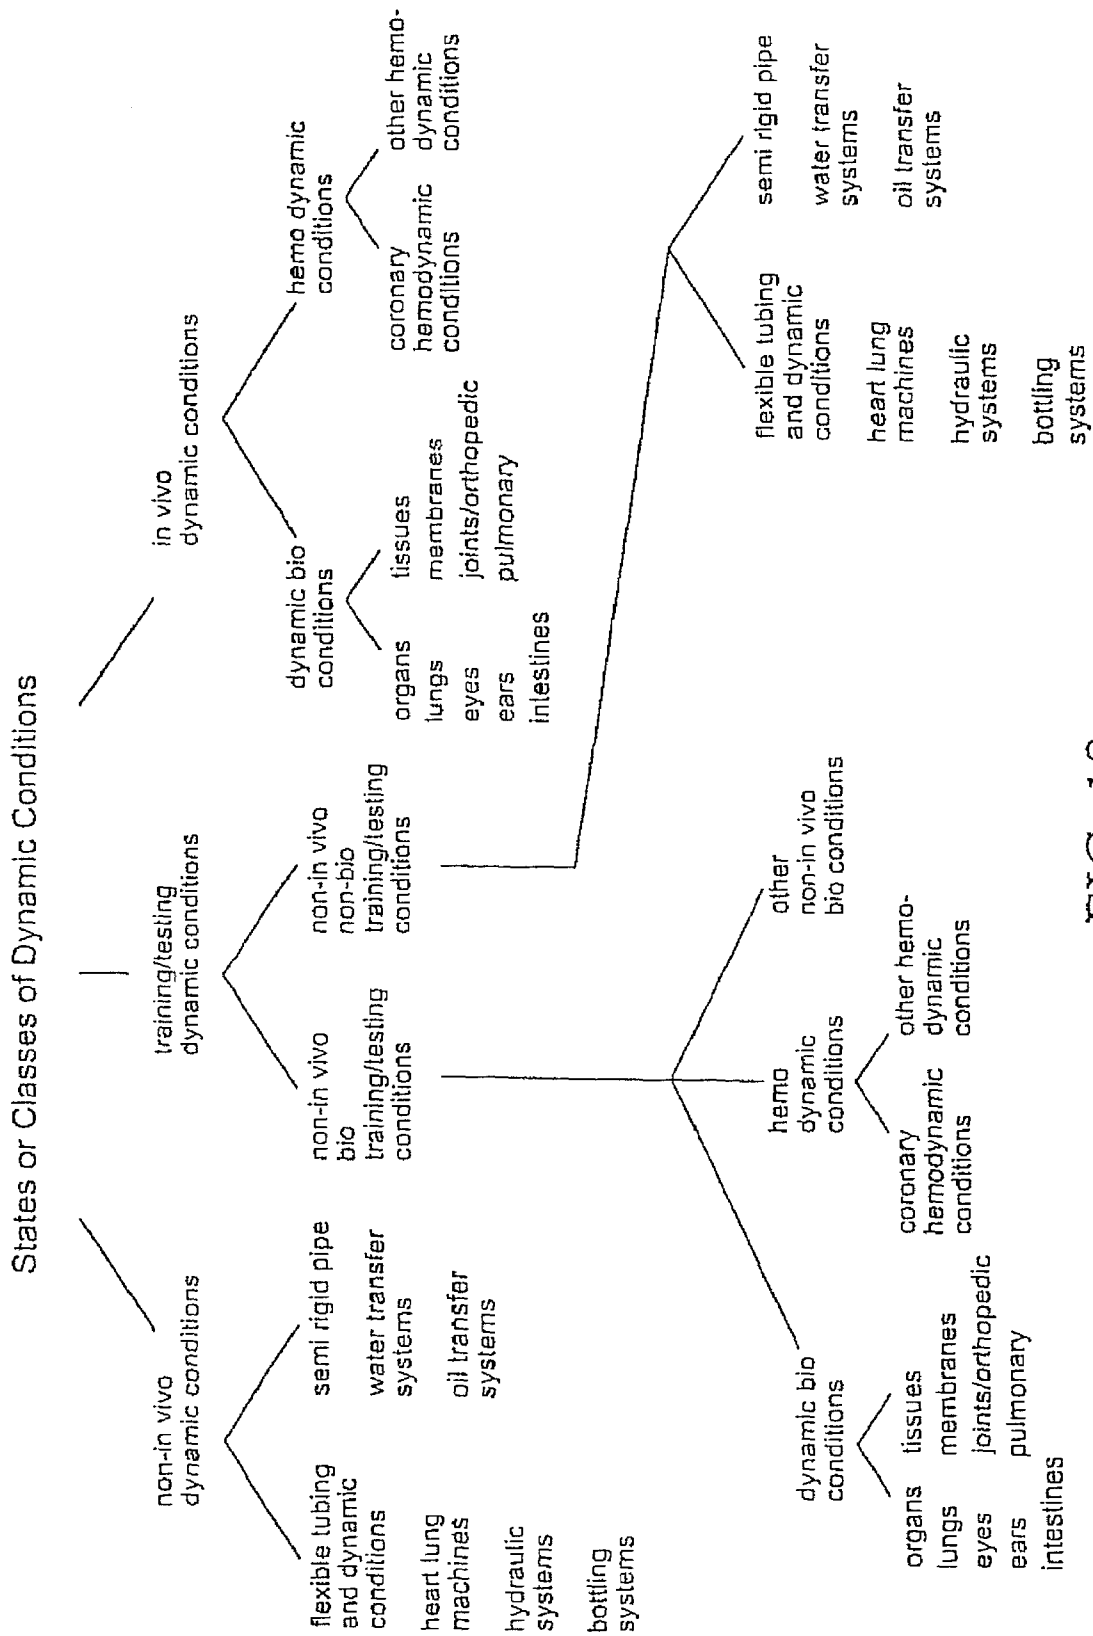 States or Classes of Dynamic Conditions
non-in vivo
dynamic conditions
training/testing
dynamic conditions
in vivo
dynamic conditions
flexible tubing
and dynamic
conditions
heart lung
machines
hydraulic
systems
bottling
systems
semi rigid pipe
water transfer
systems
oil transfer
systems
non-in vivo
bio
training/testing
conditions
non-in vivo
non-bio
training/testing
conditions
dynamic bio
conditions
organs
lungs
eyes
ears
intestines
tissues
membranes
joints/orthopedic
pulmonary
hemo dynamic
conditions
coronary
hemodynamic
conditions
other hemo-
dynamic
conditions
dynamic bio
conditions
organs
lungs
eyes
ears
intestines
tissues
membranes
joints/orthopedic
pulmonary
hemo
dynamic
conditions
coronary
hemodynamic
conditions
other hemo-
dynamic
conditions
other
non-in vivo
bio conditions
flexible tubing
and dynamic
conditions
heart lung
machines
hydraulic
systems
bottling
systems
semi rigid pipe
water transfer
systems
oil transfer
systems